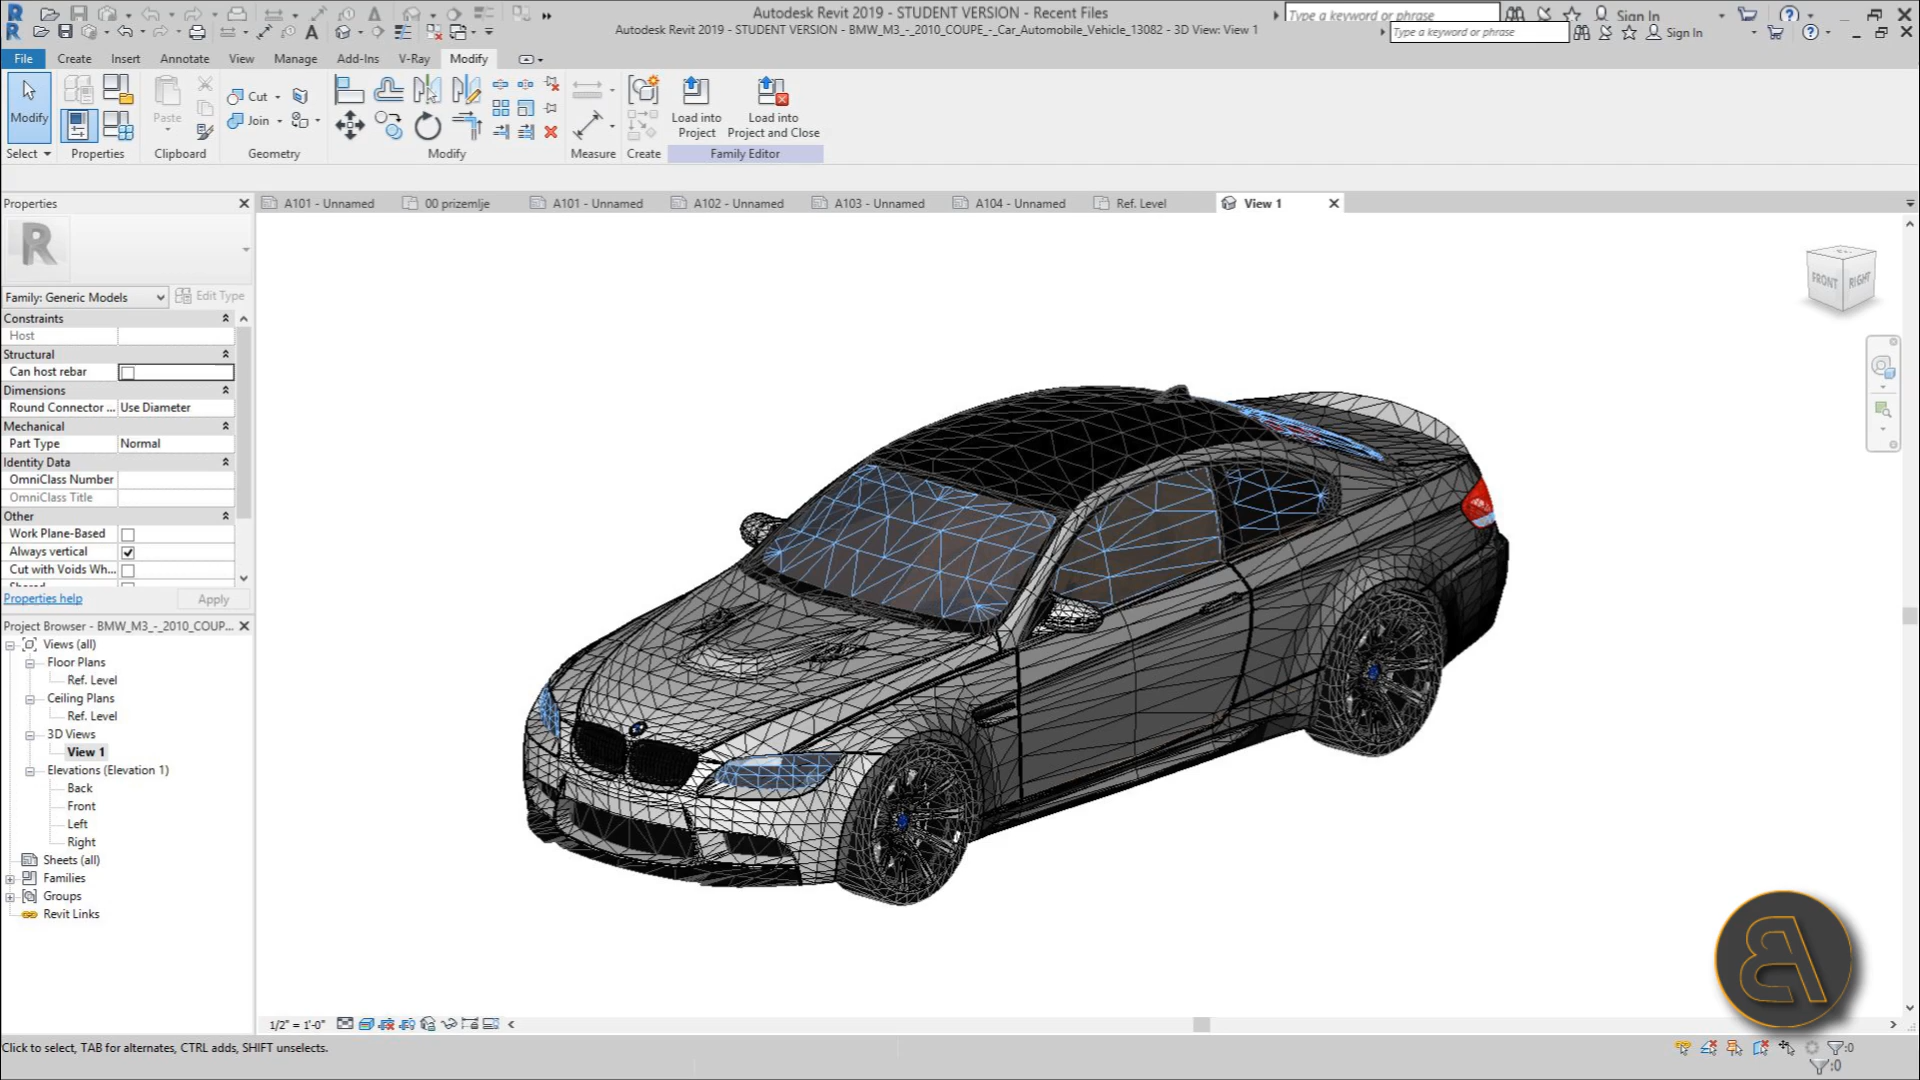 Autodesk Revit 2019 - STUDENT VERSION - Recent Files
Type a keyword or phrase
Sign In
Autodesk Revit 2019 - STUDENT VERSION - BMW_M3_-_2010_COUPE_-_Car_Automobile_Vehicle_13082 - 3D View: View 1
Type a keyword or phrase
Sign In
File Create Insert Annotate View Manage Add-Ins V-Ray Modify
Modify
Paste
Cut
Join
Load into
Project
Load into
Project and Close
Select Properties Clipboard Geometry Modify Measure Create Family Editor
Properties
A101 - Unnamed
00 prizemlje
A101 - Unnamed
A102 - Unnamed
A103 - Unnamed
A104 - Unnamed
Ref. Level
View 1
R
Family: Generic Models
Edit Type
Constraints
Host
Structural
Can host rebar
Dimensions
Round Connector ... Use Diameter
Mechanical
Part Type Normal
Identity Data
OmniClass Number
OmniClass Title
Other
Work Plane-Based
Always vertical
Cut with Voids Wh...
Properties help
Apply
Project Browser - BMW_M3_-_2010_COUP...
Views (all)
Floor Plans
Ref. Level
Ceiling Plans
Ref. Level
3D Views
View 1
Elevations (Elevation 1)
Back
Front
Left
Right
Sheets (all)
Families
Groups
Revit Links
FRONT
RIGHT
1/2" = 1'-0"
Click to select, TAB for alternates, CTRL adds, SHIFT unselects.
:0
:0